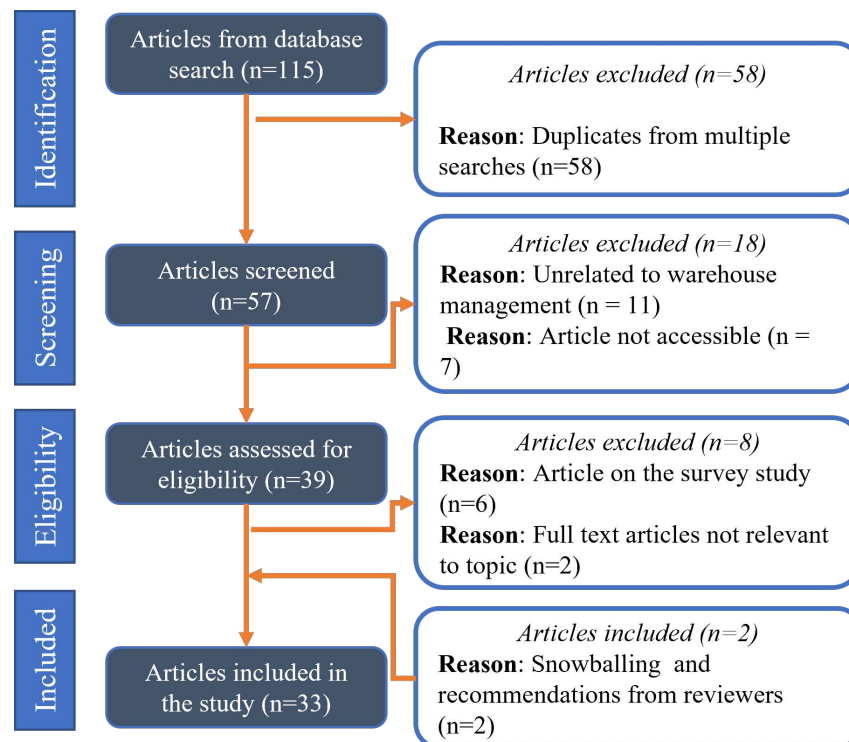 Identification
Articles from database
search (n=115)
Articles excluded (n=58)
Reason: Duplicates from multiple
searches (n=58)
Screening
Articles screened
(n=57)
Articles excluded (n=18)
Reason: Unrelated to warehouse
management (n = 11)
Reason: Article not accessible (n =
7)
Eligibility
Articles assessed for
eligibility (n=39)
Articles excluded (n=8)
Reason: Article on the survey study
(n=6)
Reason: Full text articles not relevant
to topic (n=2)
Included
Articles included in
the study (n=33)
Articles included (n=2)
Reason: Snowballing and
recommendations from reviewers
(n=2)